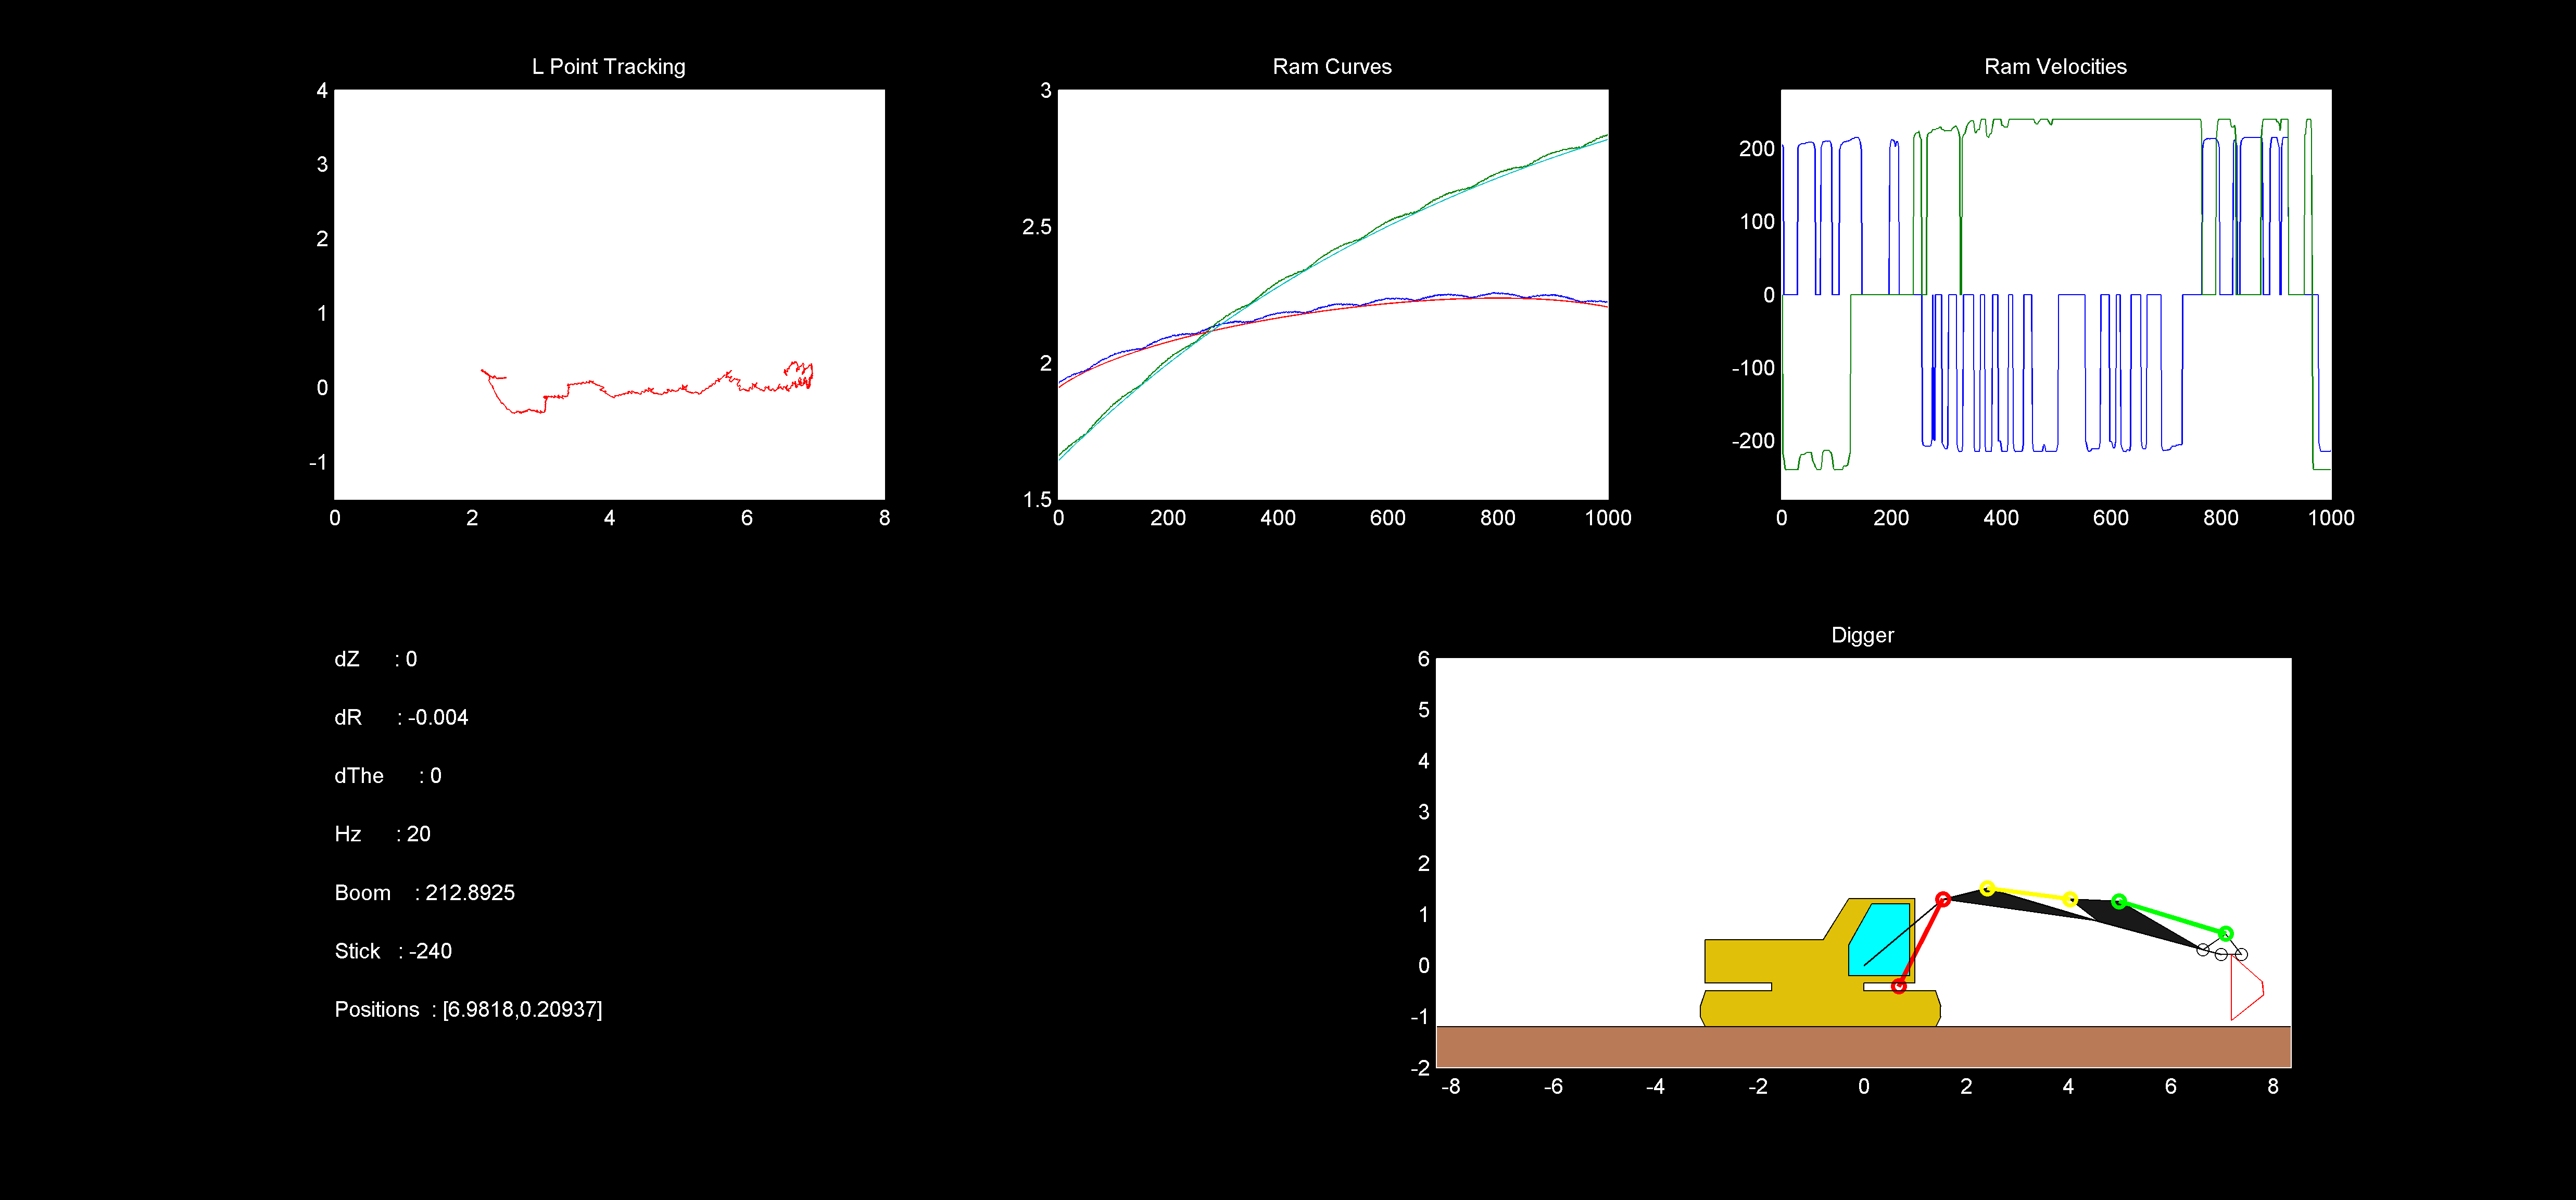 L Point Tracking
4
3
2
1
0
-1
0 2 4 6 8
Ram Curves
3
2.5
2
1.5
0 200 400 600 800 1000
Ram Velocities
200
100
0
-100
-200
0 200 400 600 800 1000
dZ : 0
dR : -0.004
dThe : 0
Hz : 20
Boom : 212.8925
Stick : -240
Positions : [6.9818,0.20937]
Digger
6
5
4
3
2
1
0
-1
-2
-8 -6 -4 -2 0 2 4 6 8